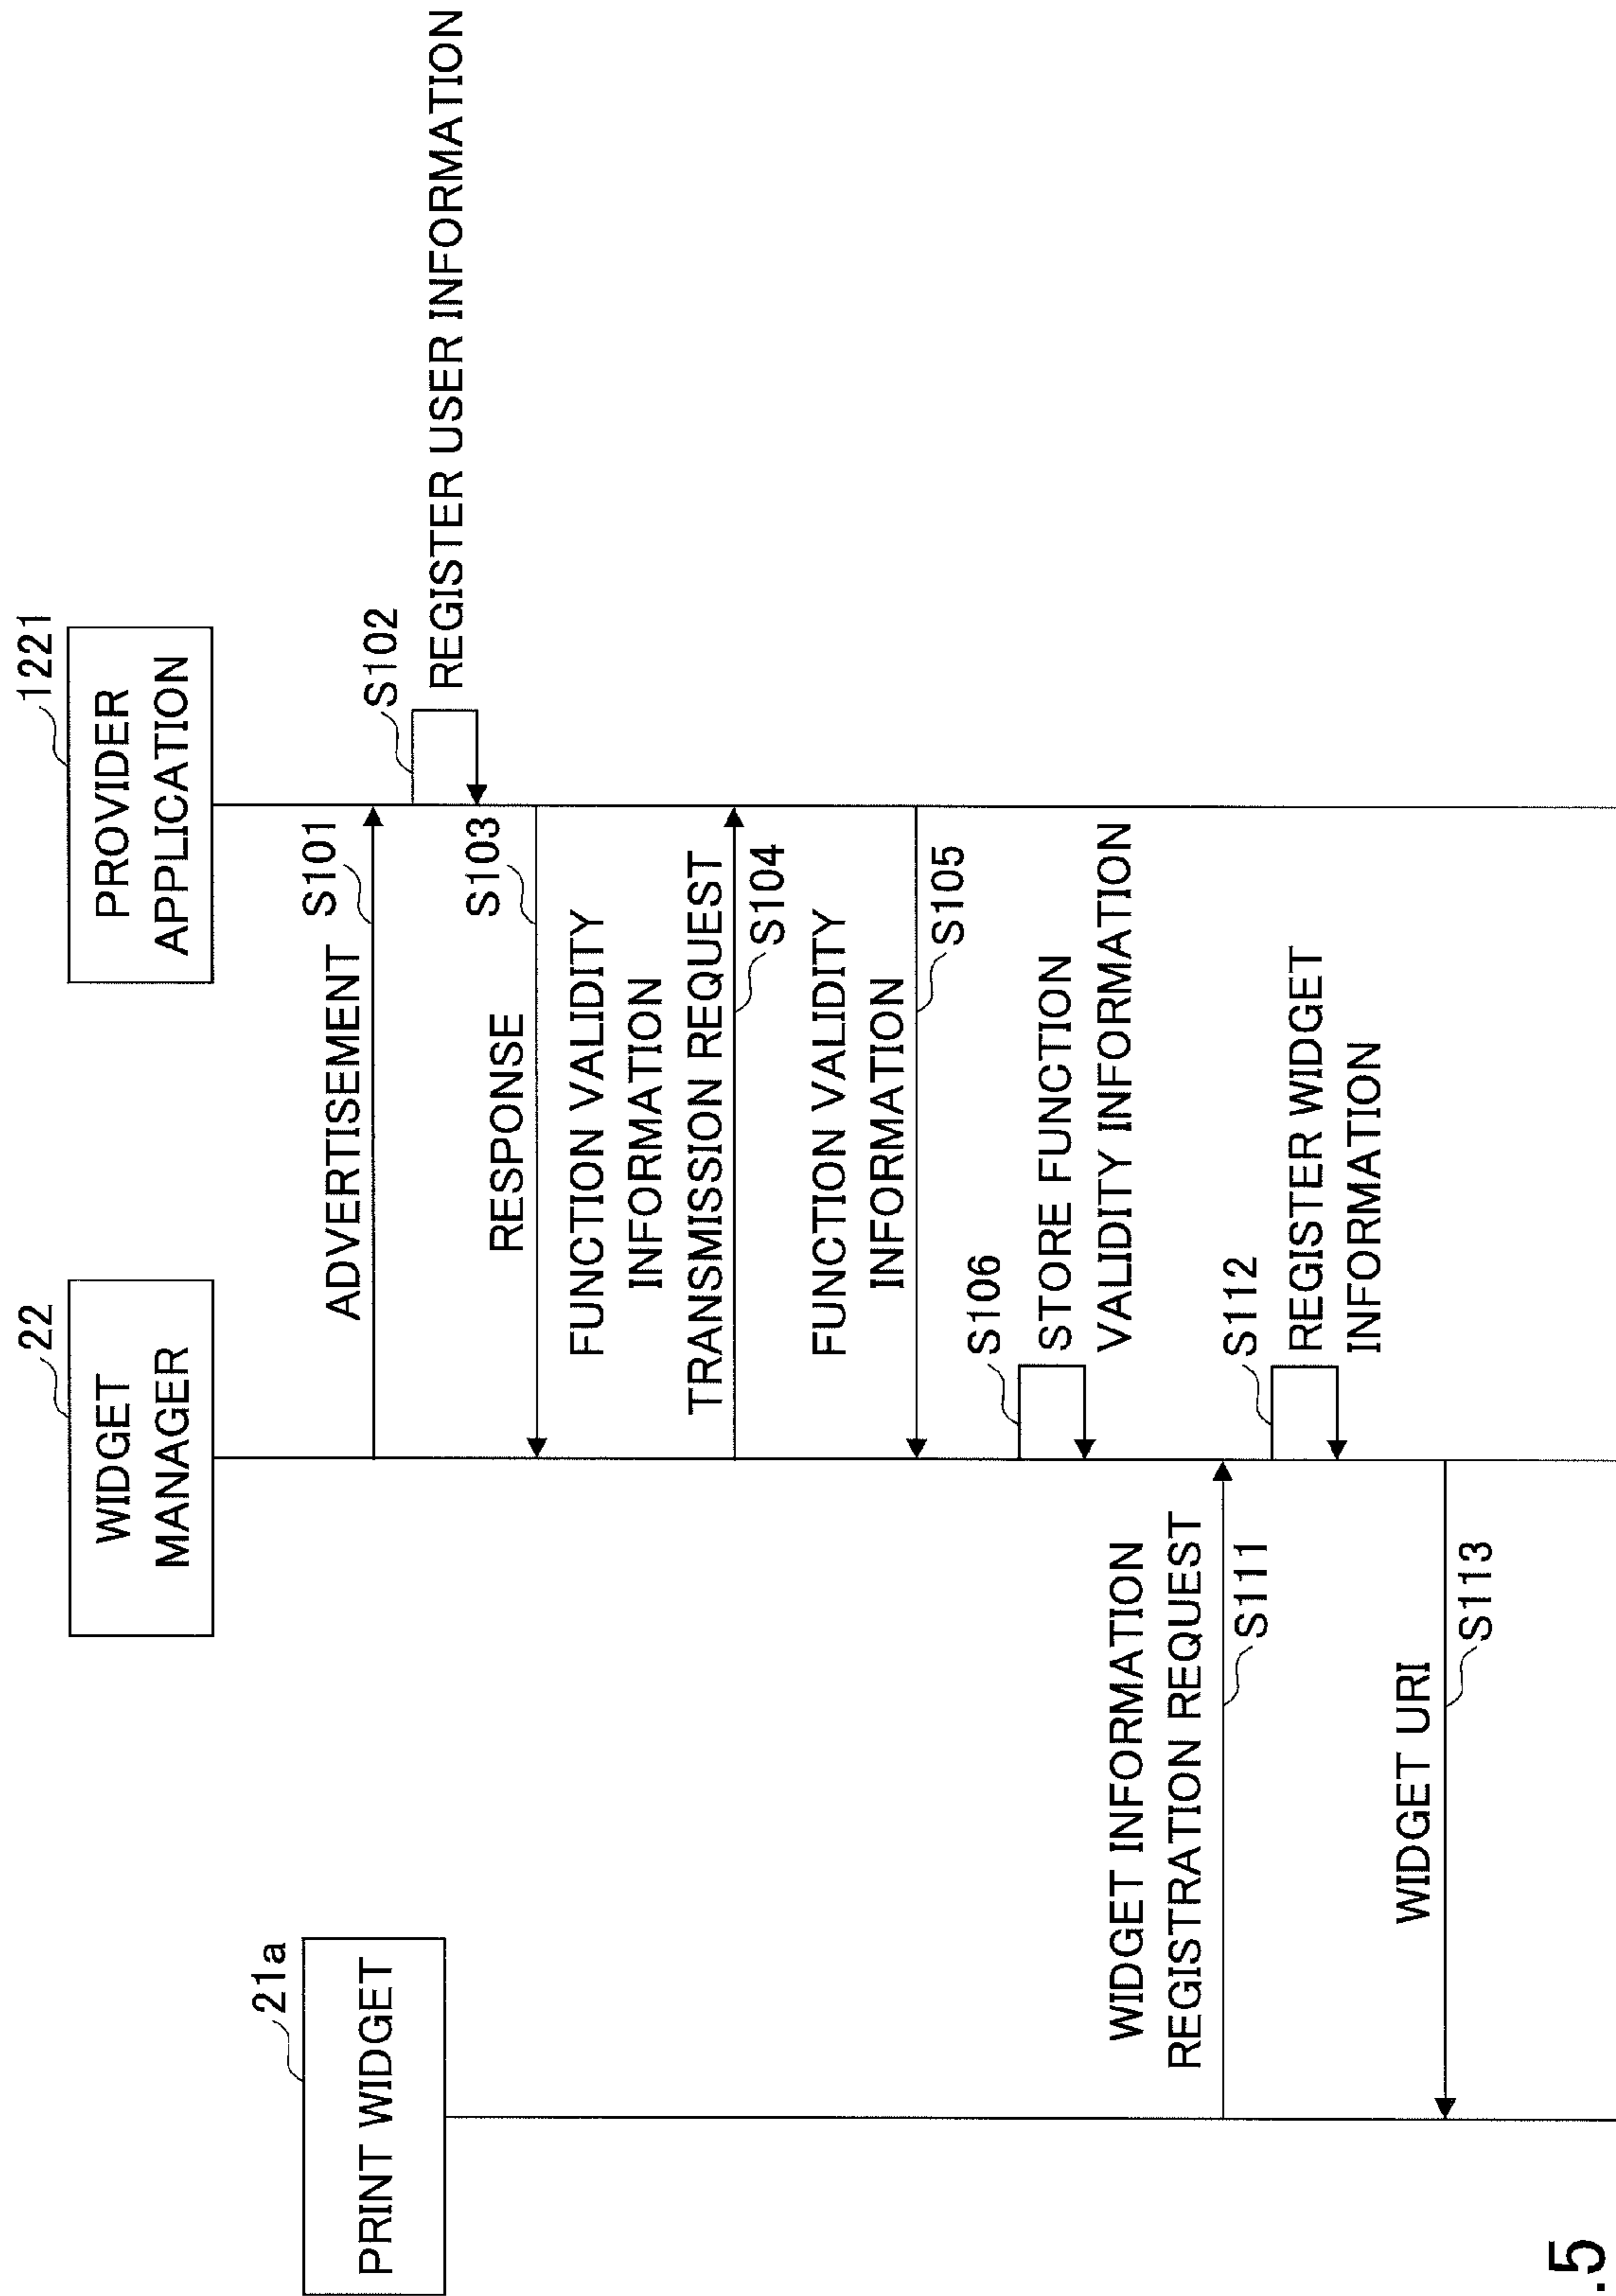 21a
PRINT WIDGET
22
WIDGET
MANAGER
1221
PROVIDER
APPLICATION
ADVERTISEMENT
S101
S102
REGISTER USER INFORMATION
RESPONSE
S103
FUNCTION VALIDITY
INFORMATION
TRANSMISSION REQUEST
S104
FUNCTION VALIDITY
INFORMATION
S105
S106
STORE FUNCTION
VALIDITY INFORMATION
WIDGET INFORMATION
REGISTRATION REQUEST
S111
S112
REGISTER WIDGET
INFORMATION
WIDGET URI
S113
.5